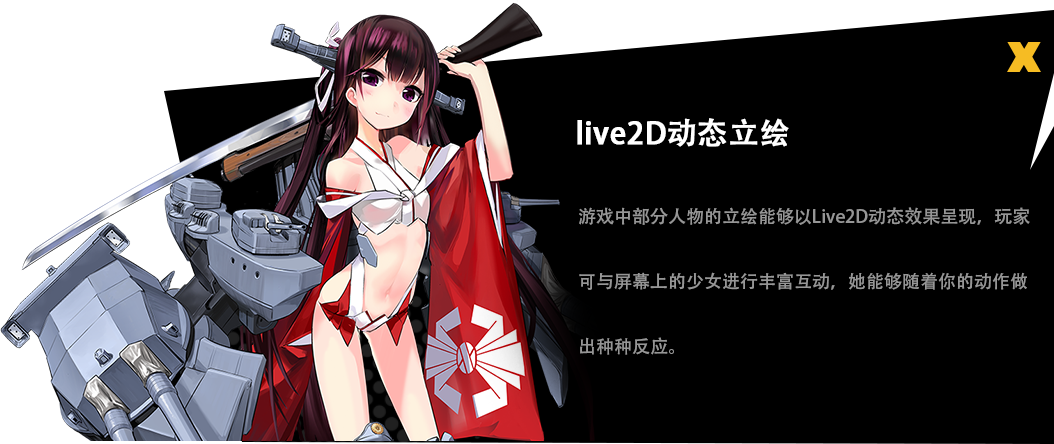 X
live2D动态立绘
游戏中部分人物的立绘能够以Live2D动态效果呈现，玩家
可与屏幕上的少女进行丰富互动，她能够随着你的动作做
出种种反应。